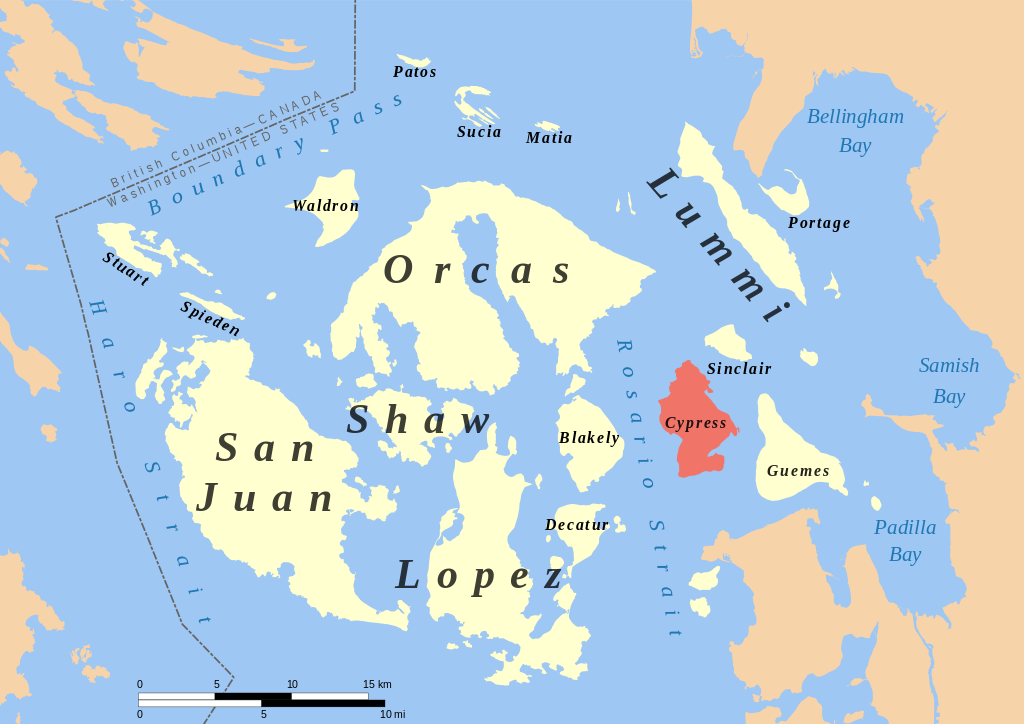 Patos
Sucia
Matia
British Columbia—CANADA
Washington—UNITED STATES
Boundary Pass
Bellingham
Bay
Waldron
Lummi
Portage
Stuart
Orcas
Spieden
Haro Strait
Rosario Strait
Sinclair
Samish
Bay
Shaw
Cypress
San
Juan
Blakely
Guemes
Decatur
Padilla
Bay
Lopez
0 5 10 15 km
0 5 10 mi